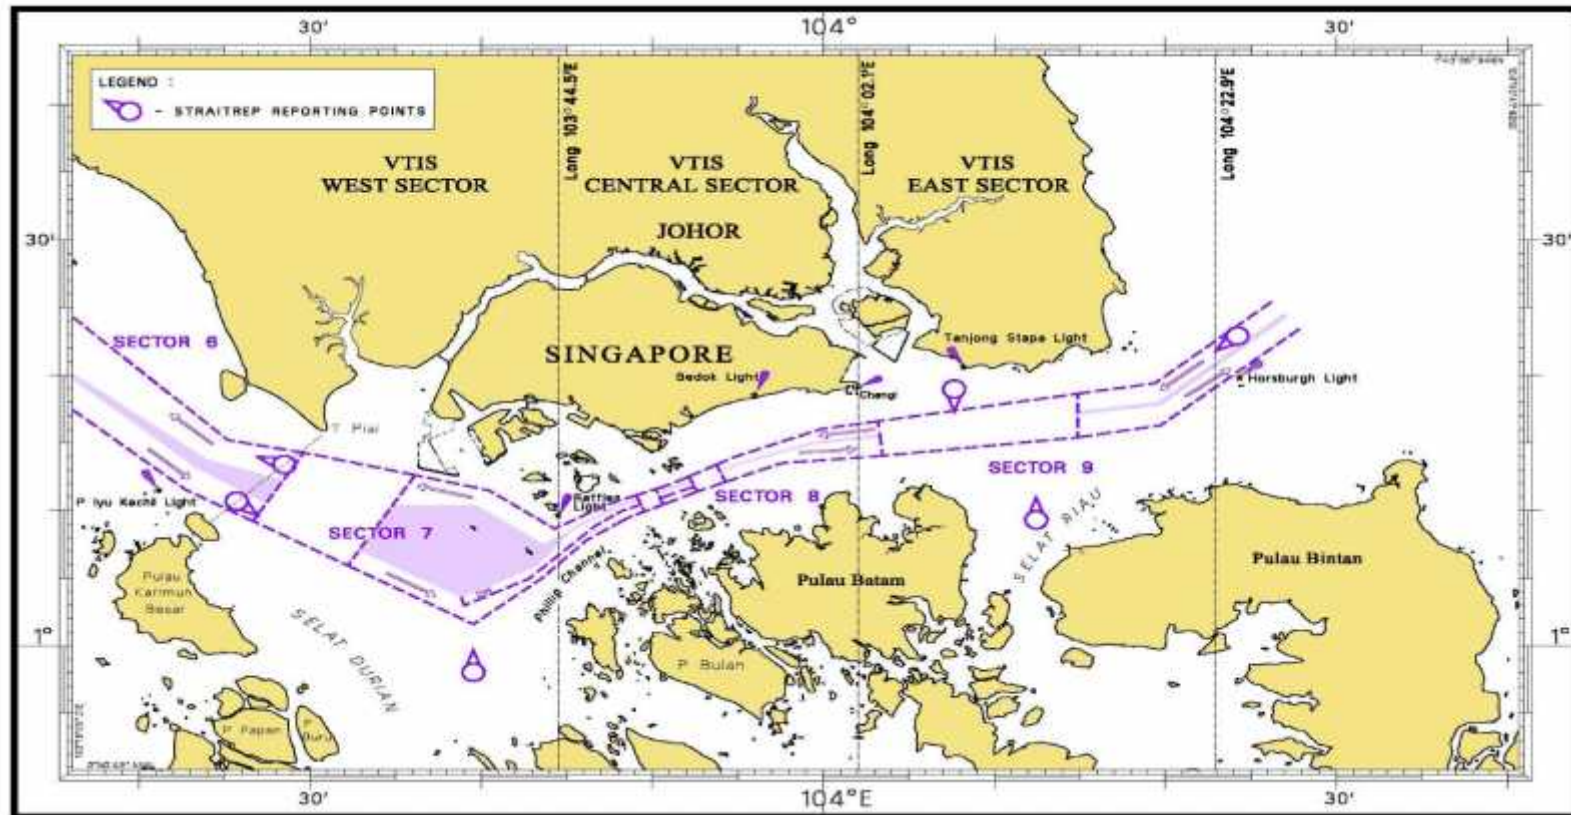 30'
104°
30'
LEGEND :
- STRAITREP REPORTING POINTS
Long 103° 44.5'E
Long 104° 02.1'E
Long 104° 22.9'E
VTIS
WEST SECTOR
VTIS
CENTRAL SECTOR
VTIS
EAST SECTOR
JOHOR
30'
30'
SECTOR 6
SINGAPORE
Tanjong Stapa Light
Bedok Light
Changi
Horsburgh Light
T Piai
P Iyu Kechil Light
Raffles
Light
SECTOR 7
SECTOR 8
SECTOR 9
Phillip Channel
SELAT RIAU
Pulau
Karimun
Besar
Pulau Batam
Pulau Bintan
SELAT DURIAN
1°
1°
P Bulan
P Papan
P
Buru
30'
104°E
30'